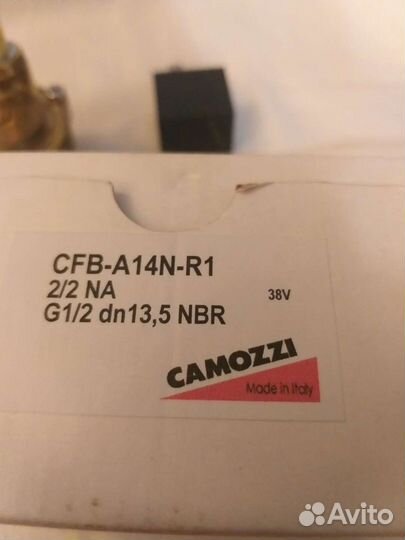 CFB-A14N-R1
2/2 NA
38V
G1/2 dn13,5 NBR
CAMOZZI
Made in Italy
Avito